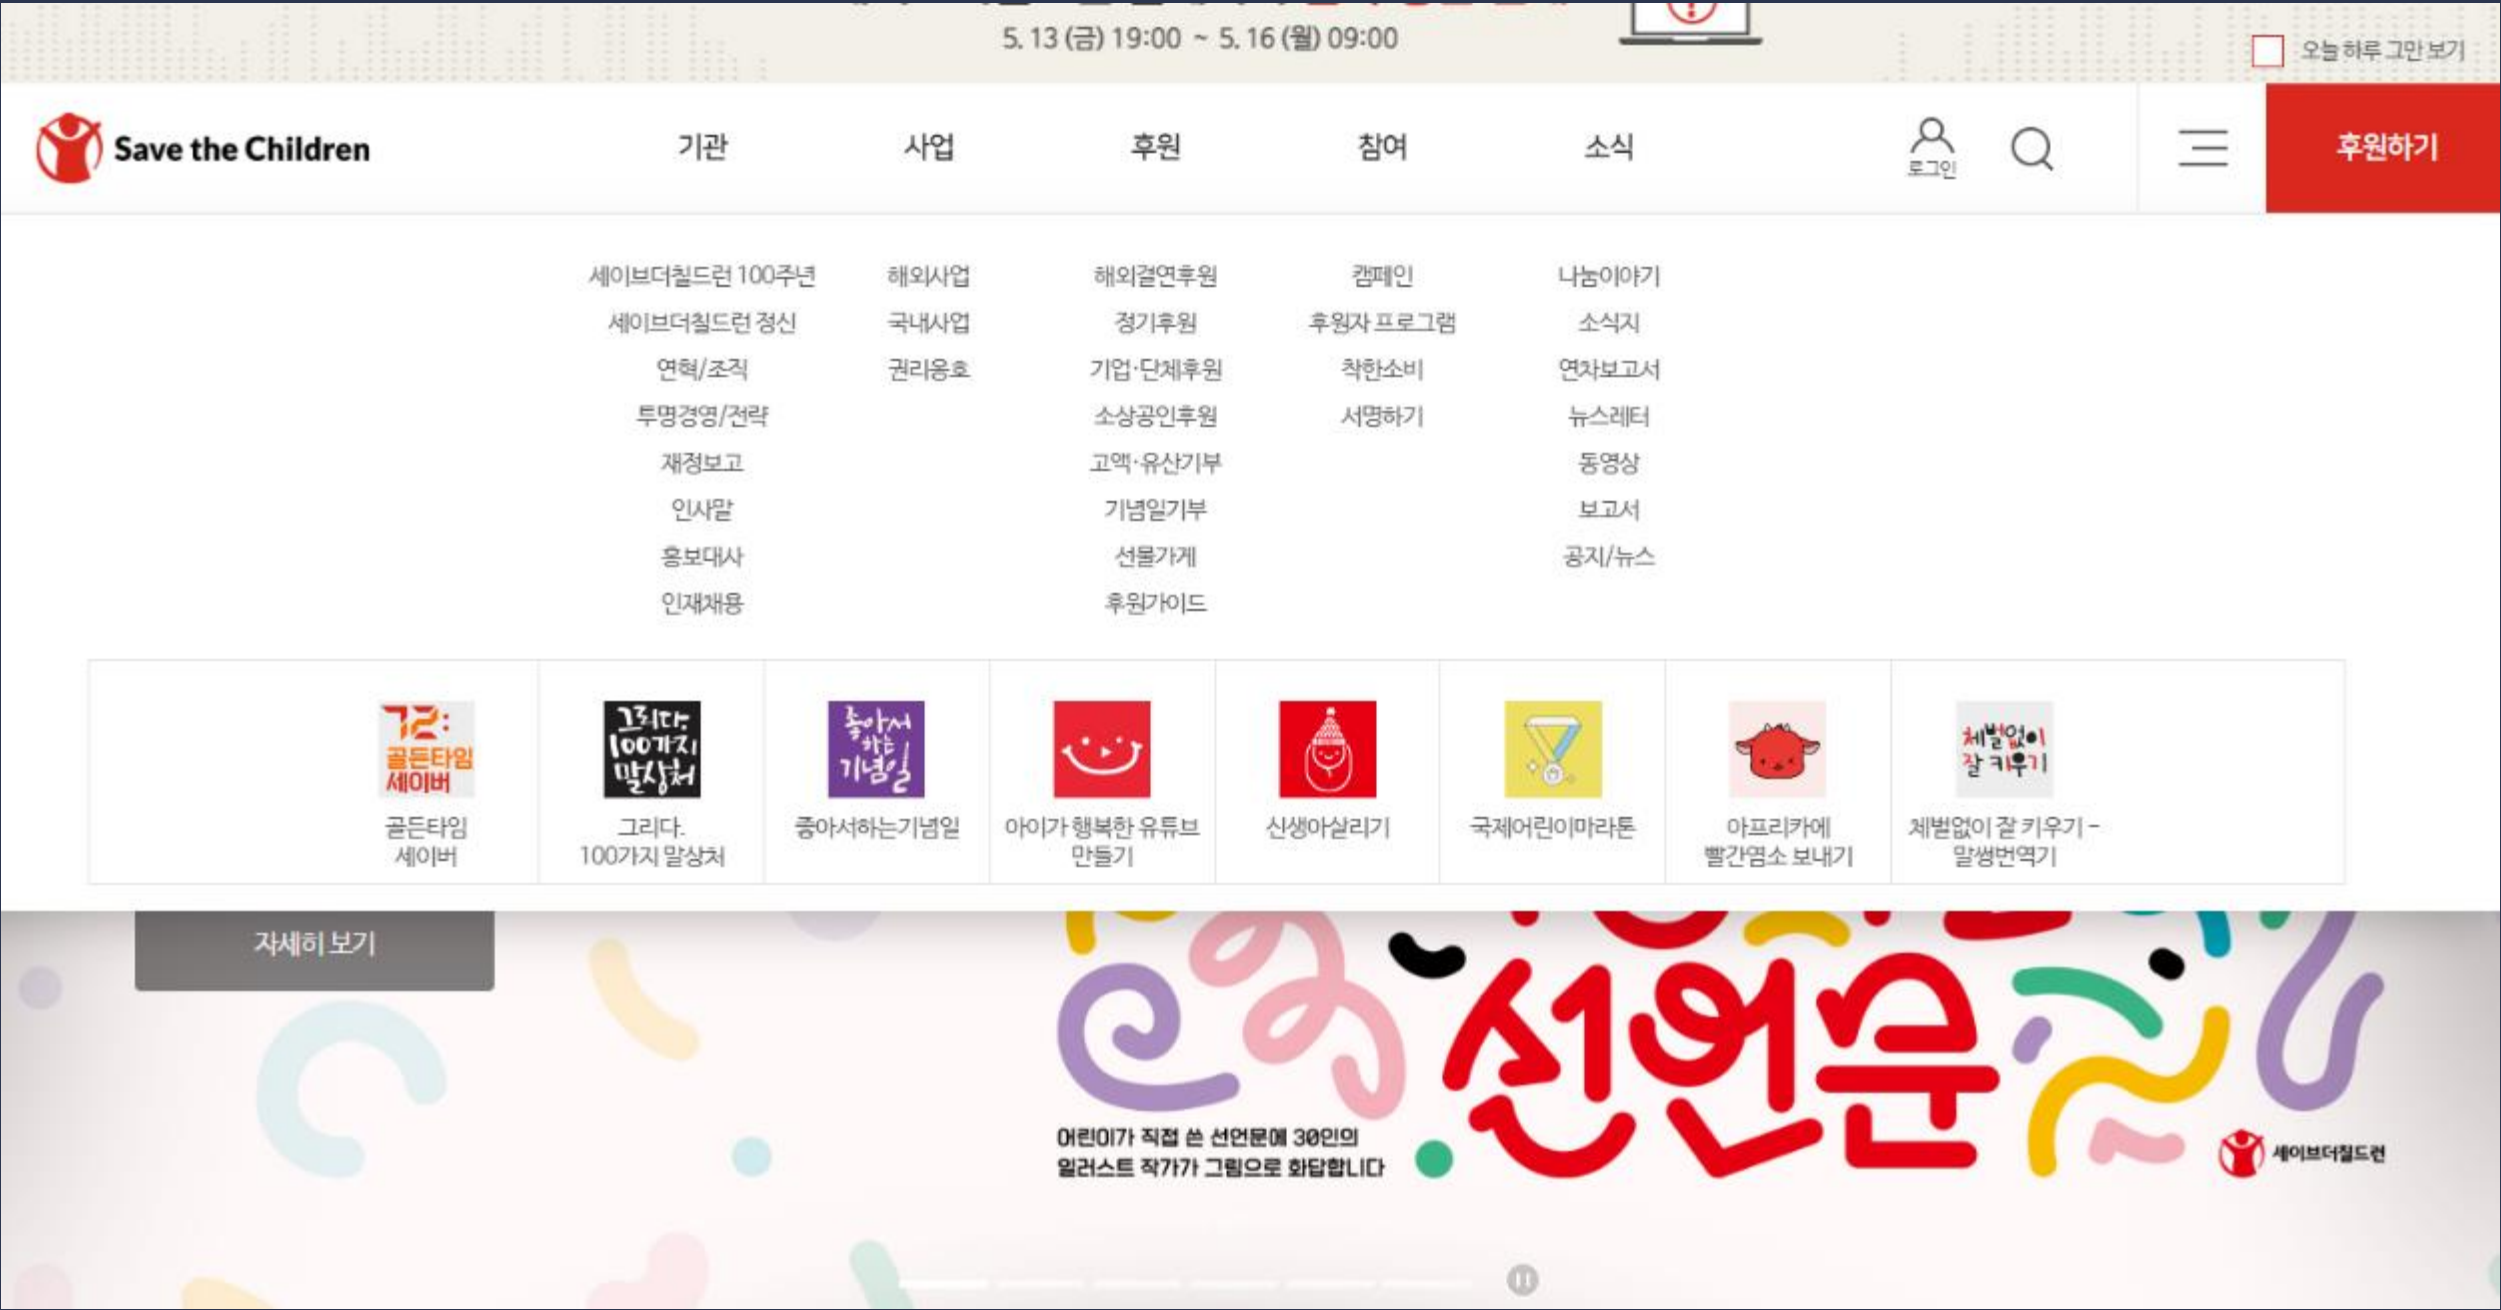 5. 13 (금) 19:00 ~ 5. 16 (월) 09:00
오늘 하루 그만 보기
Save the Children
기관
사업
후원
참여
소식
로그인
후원하기
세이브더칠드런 100주년
세이브더칠드런 정신
연혁/조직
투명경영/전략
재정보고
인사말
홍보대사
인재채용
해외사업
국내사업
권리옹호
해외결연후원
정기후원
기업·단체후원
소상공인후원
고액·유산기부
기념일기부
선물가게
후원가이드
캠페인
후원자 프로그램
착한소비
서명하기
나눔이야기
소식지
연차보고서
뉴스레터
동영상
보고서
공지/뉴스
72:
골든타임
세이버
골든타임
세이버
그리다.
100가지
말상처
그리다.
100가지 말상처
좋아서
하는
기념일
좋아서하는기념일
아이가 행복한 유튜브
만들기
신생아살리기
국제어린이마라톤
아프리카에
빨간염소 보내기
체벌없이
잘 키우기
체벌없이 잘 키우기 -
말썽번역기
자세히 보기
선언문
어린이가 직접 쓴 선언문에 30인의
일러스트 작가가 그림으로 화답합니다
세이브더칠드런